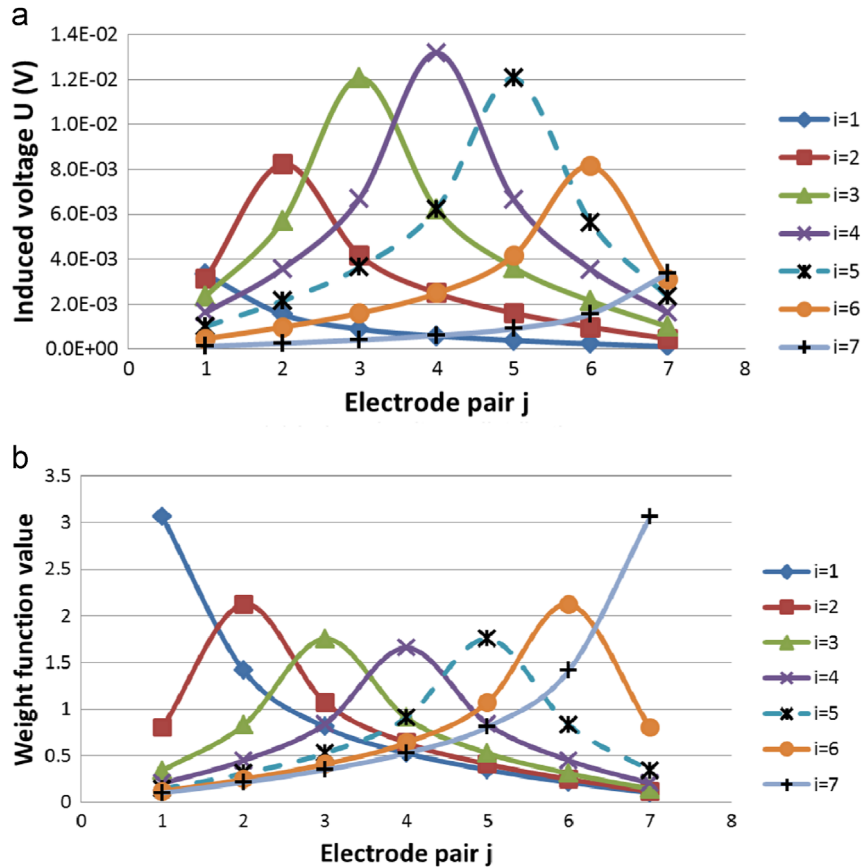 a
1.4E-02
1.2E-02
1.0E-02
8.0E-03
6.0E-03
4.0E-03
2.0E-03
0.0E+00
Induced voltage U (V)
0 1 2 3 4 5 6 7 8
Electrode pair j
i=1
i=2
i=3
i=4
i=5
i=6
i=7
b
3.5
3
2.5
2
1.5
1
0.5
0
Weight function value
0 1 2 3 4 5 6 7 8
Electrode pair j
i=1
i=2
i=3
i=4
i=5
i=6
i=7